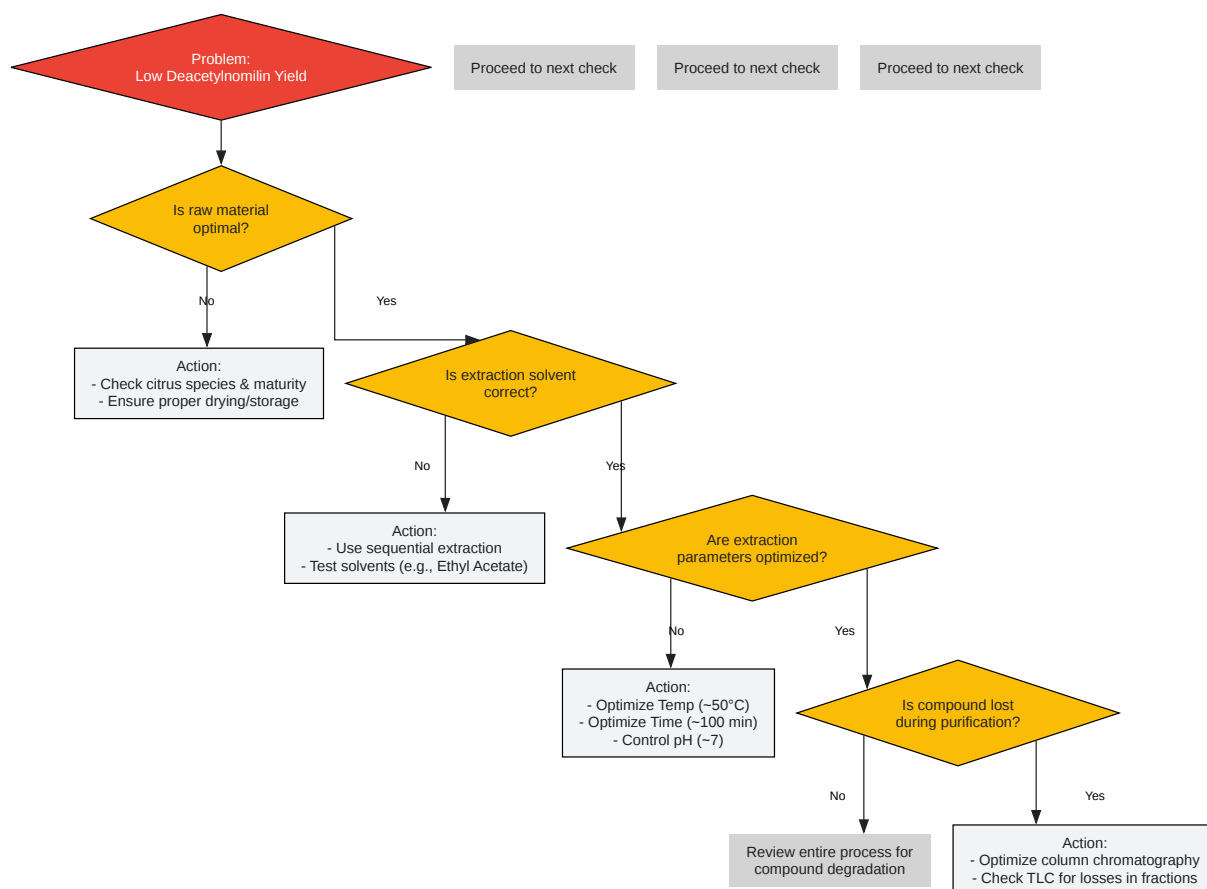 Problem:
Low Deacetylnomilin Yield
Proceed to next check
Proceed to next check
Proceed to next check
Is raw material
optimal?
No
Yes
Action:
- Check citrus species & maturity
- Ensure proper drying/storage
Is extraction solvent
correct?
No
Yes
Action:
- Use sequential extraction
- Test solvents (e.g., Ethyl Acetate)
Are extraction
parameters optimized?
No
Yes
Action:
- Optimize Temp (~50°C)
- Optimize Time (~100 min)
- Control pH (~7)
Is compound lost
during purification?
No
Yes
Review entire process for
compound degradation
Action:
- Optimize column chromatography
- Check TLC for losses in fractions